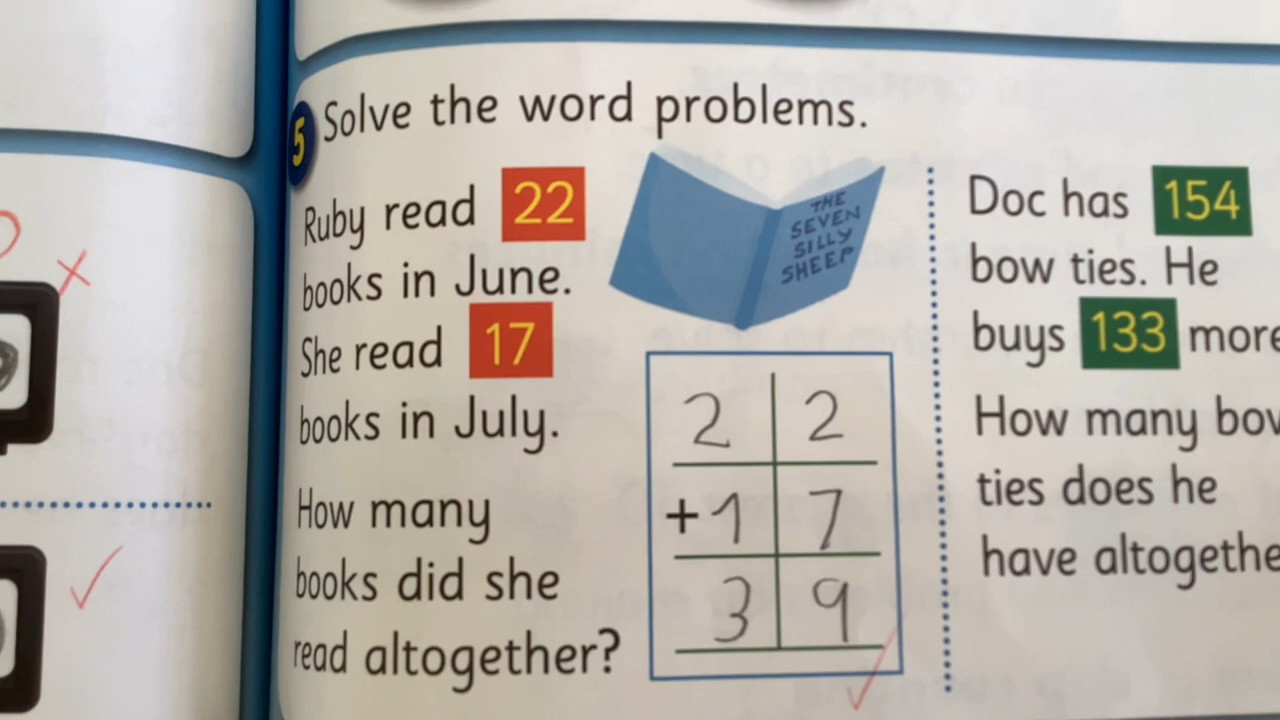 5 Solve the word problems.
Ruby read 22
books in June.
She read 17
books in July.
How many
books did she
read altogether?
THE
SEVEN
SILLY
SHEEP
2 2
+ 1 7
3 9
Doc has 154
bow ties. He
buys 133 more
How many bow
ties does he
have altogethe